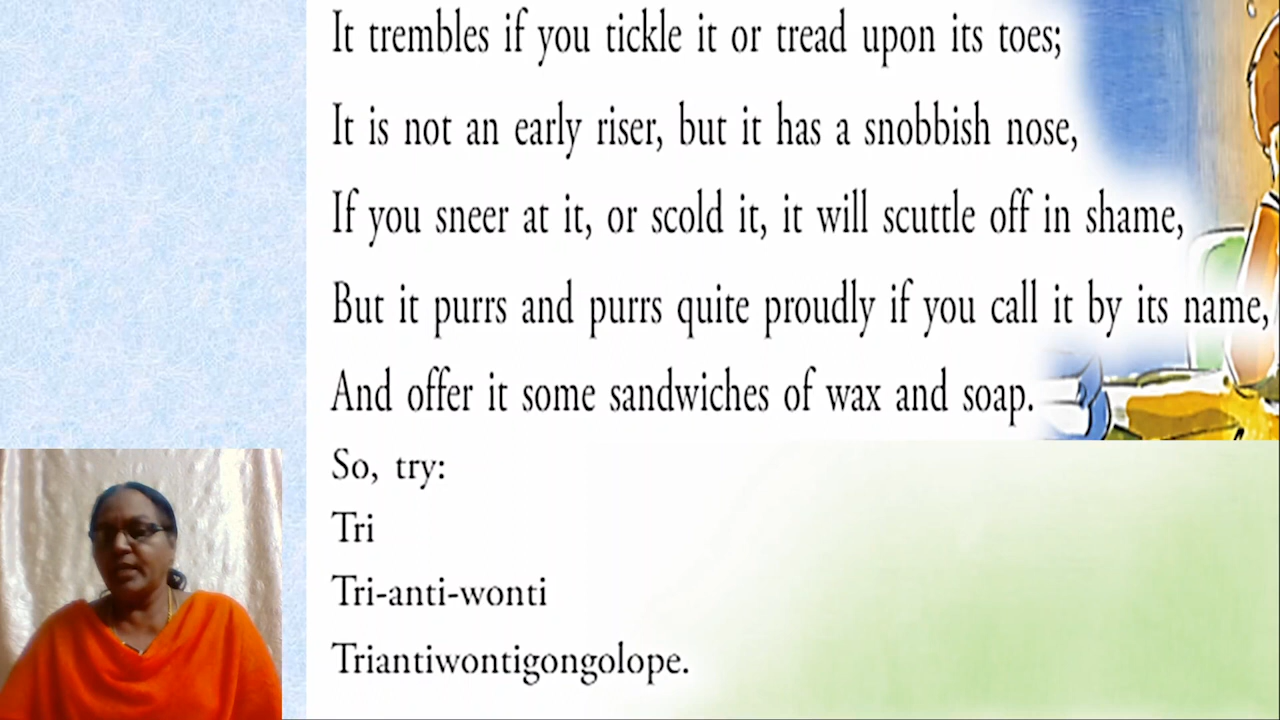 It trembles if you tickle it or tread upon its toes;
It is not an early riser, but it has a snobbish nose,
If you sneer at it, or scold it, it will scuttle off in shame,
But it purrs and purrs quite proudly if you call it by its name,
And offer it some sandwiches of wax and soap.
So, try:
Tri
Tri-anti-wonti
Triantiwontigongolope.